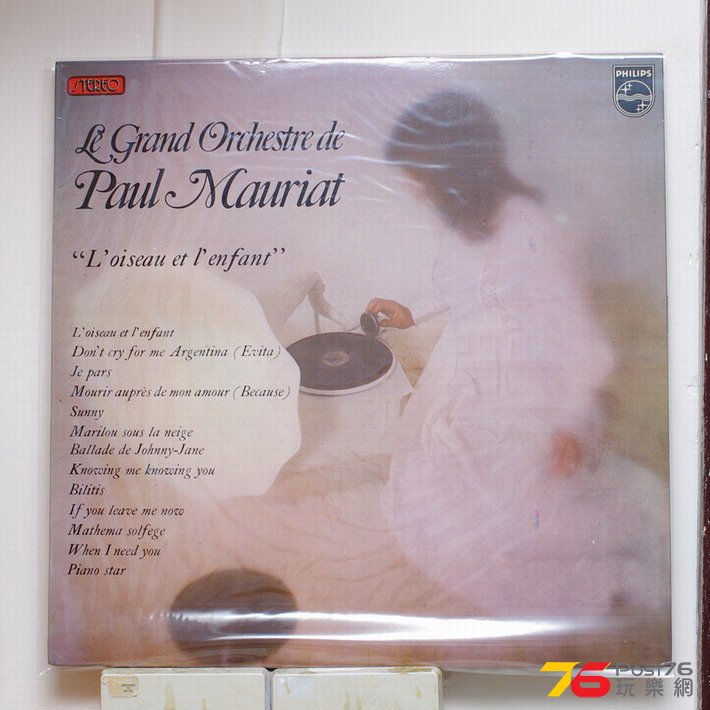 STEREO
PHILIPS
Le Grand Orchestre de
Paul Mauriat
“L'oiseau et l'enfant”
L'oiseau et l'enfant
Don't cry for me Argentina (Evita)
Je pars
Mourir auprès de mon amour (Because)
Sunny
Marilou sous la neige
Ballade de Johnny-Jane
Knowing me knowing you
Bilitis
If you leave me now
Mathema solfege
When I need you
Piano star
76 POST76
玩樂網